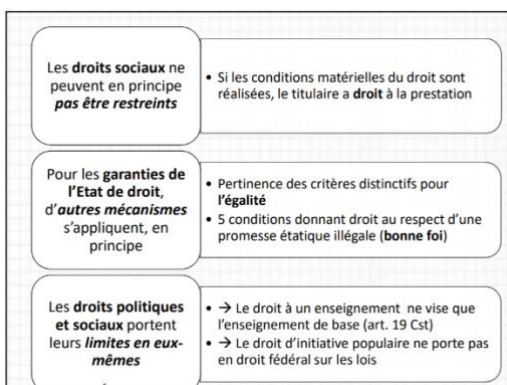 Les droits sociaux ne
peuvent en principe
pas être restreints
• Si les conditions matérielles du droit sont
réalisées, le titulaire a droit à la prestation
Pour les garanties de
l'Etat de droit,
d'autres mécanismes
s'appliquent, en
principe
• Pertinence des critères distinctifs pour
l'égalité
• 5 conditions donnant droit au respect d'une
promesse étatique illégale (bonne foi)
Les droits politiques
et sociaux portent
leurs limites en eux-
mêmes
• → Le droit à un enseignement ne vise que
l'enseignement de base (art. 19 Cst)
• → Le droit d'initiative populaire ne porte pas
en droit fédéral sur les lois